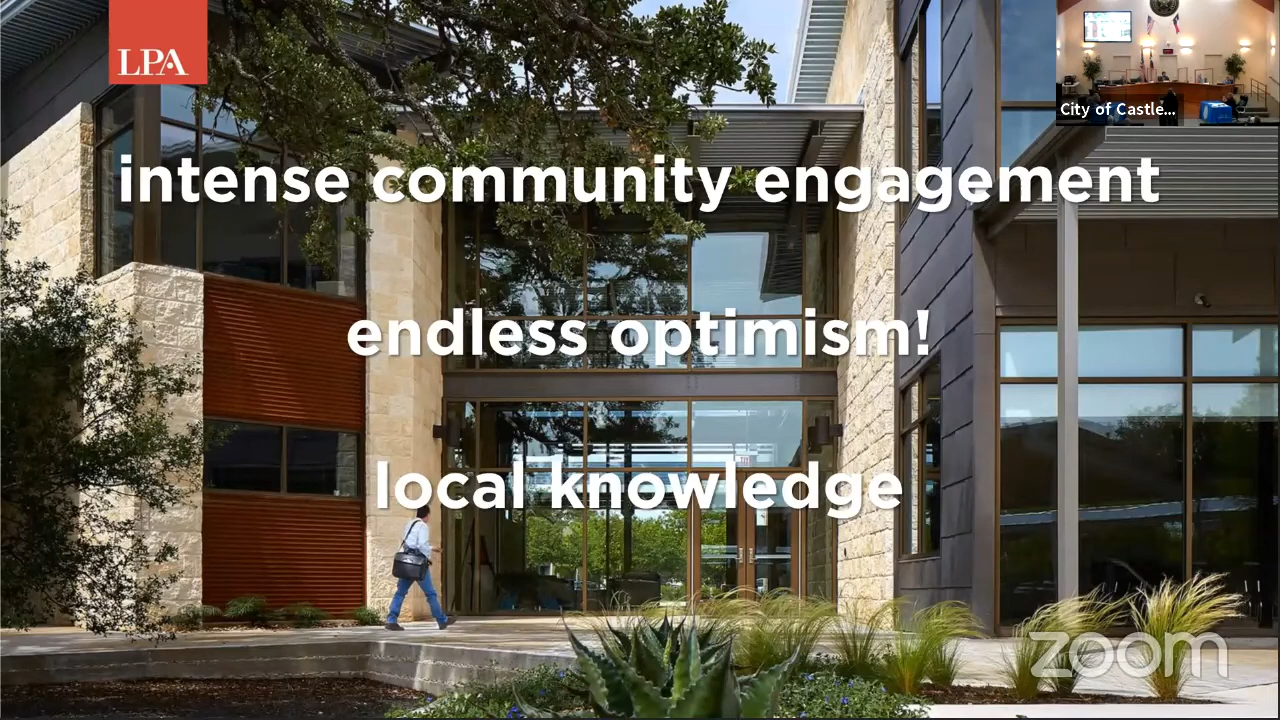 LPA
City of Castle...
intense community engagement
endless optimism!
local knowledge
zoom